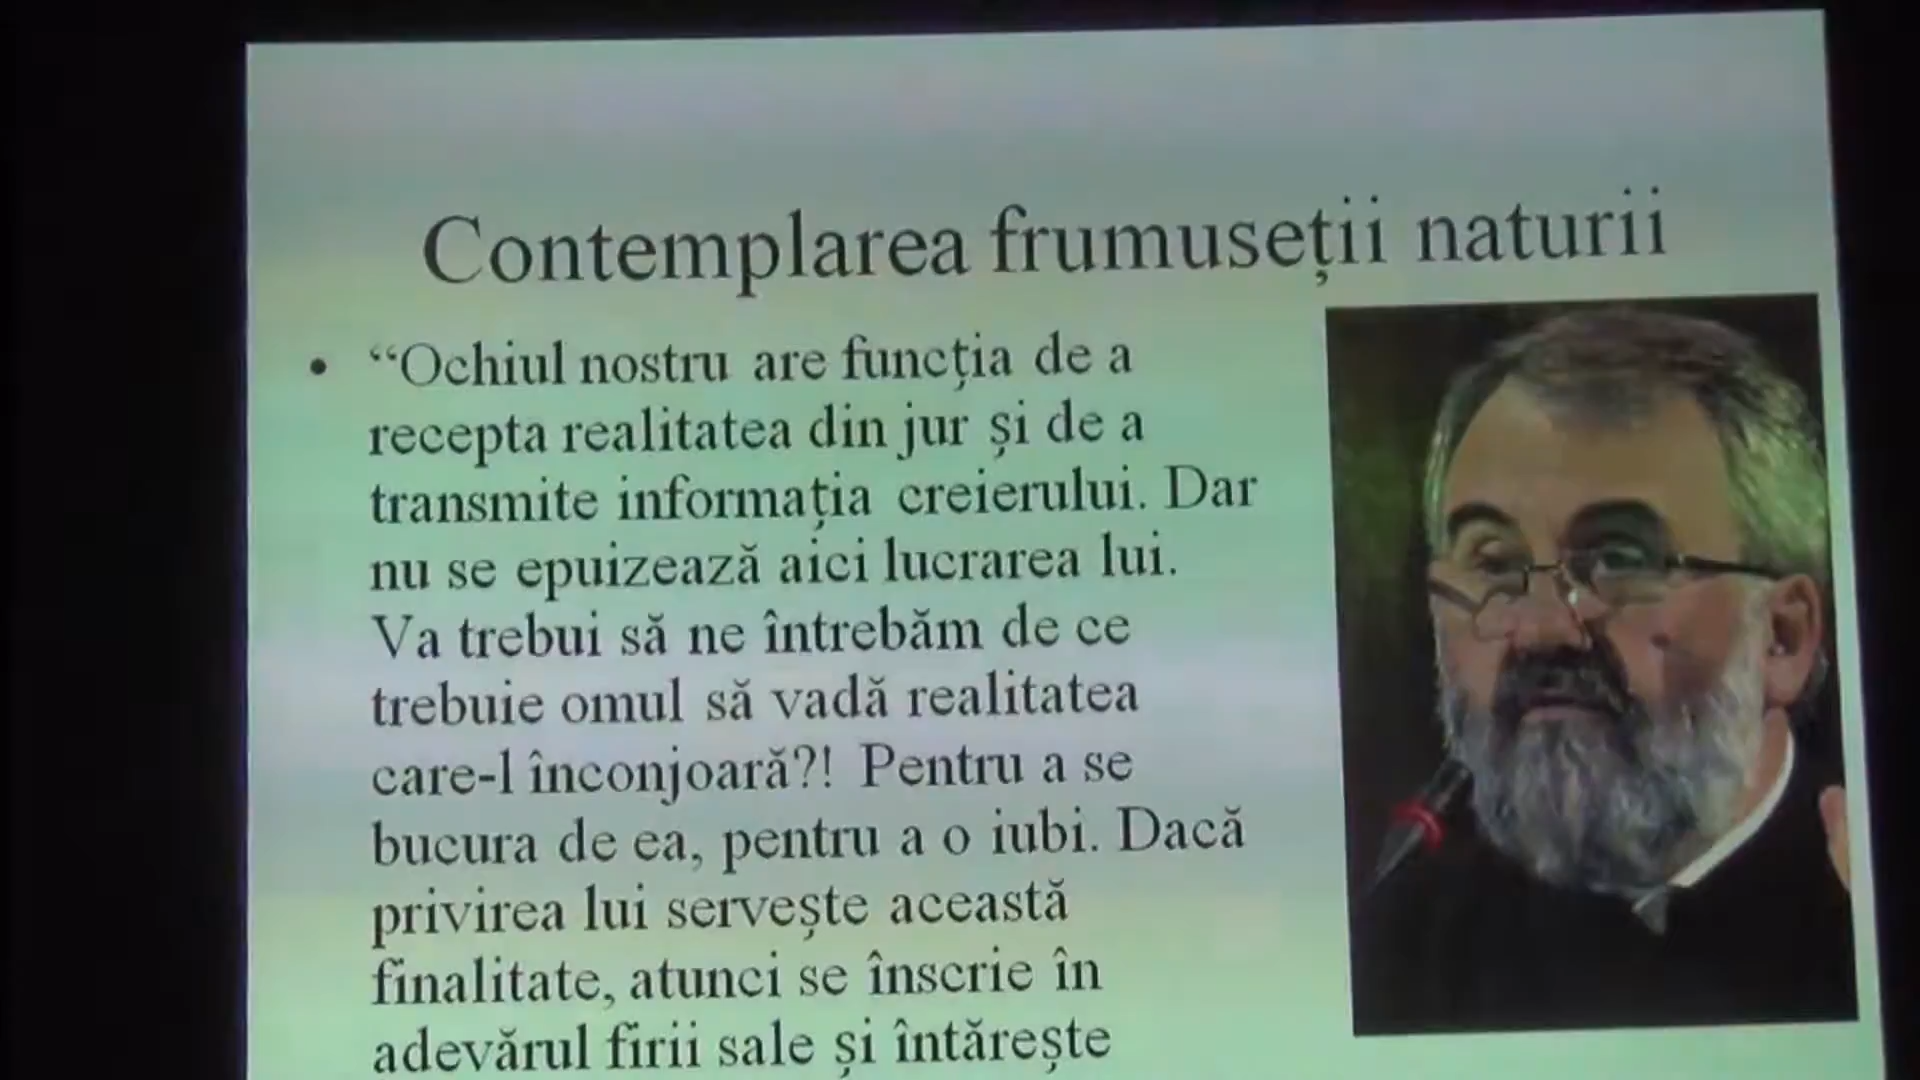 Contemplarea frumuseții naturii
• “Ochiul nostru are funcția de a
recepta realitatea din jur și de a
transmite informația creierului. Dar
nu se epuizează aici lucrarea lui.
Va trebui să ne întrebăm de ce
trebuie omul să vadă realitatea
care-l înconjoară?! Pentru a se
bucura de ea, pentru a o iubi. Dacă
privirea lui servește această
finalitate, atunci se înscrie în
adevărul firii sale și întărește